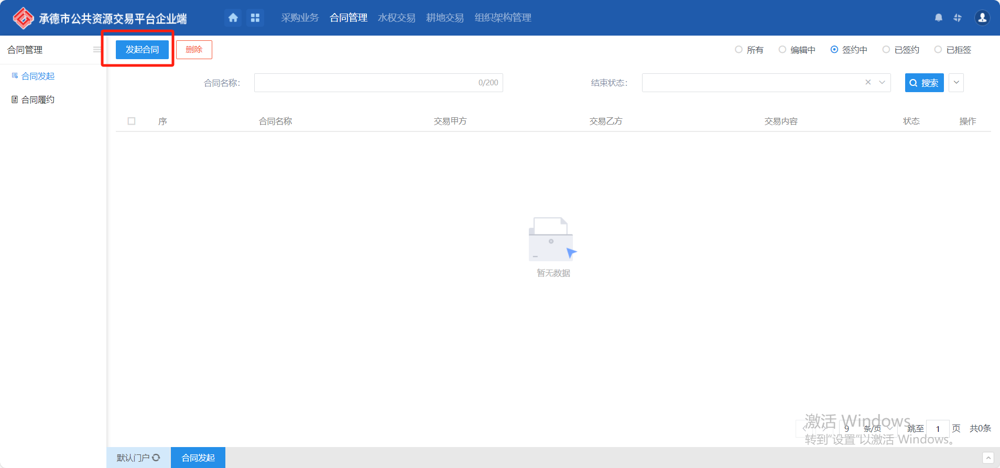 承德市公共资源交易平台企业端 采购业务 合同管理 水权交易 耕地交易 组织架构管理
合同管理 发起合同 删除 所有 编辑中 签约中 已签约 已拒签
合同发起
合同名称： 0/200 结束状态： 搜索
合同履约
序 合同名称 交易甲方 交易乙方 交易内容 状态 操作
暂无数据
激活 Windows
9 条/页 跳至 1 页 共0条
转到“设置”以激活 Windows。
默认门户 合同发起